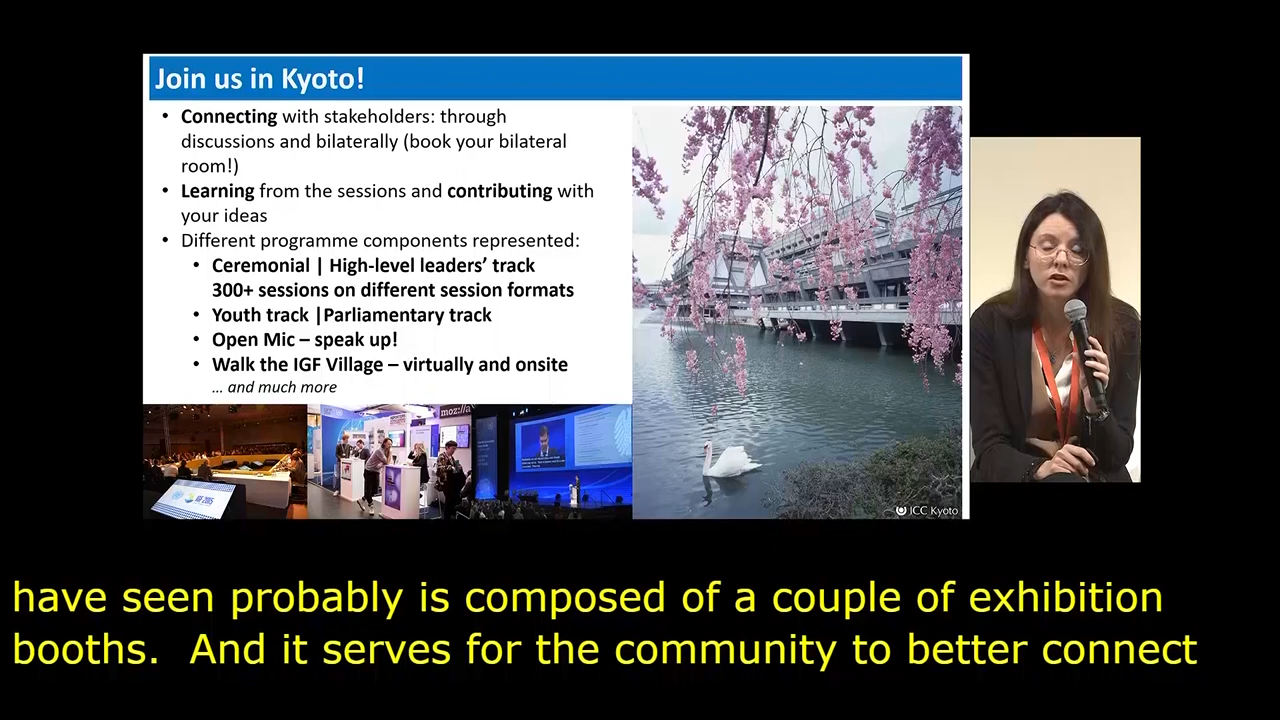 Join us in Kyoto!
• Connecting with stakeholders: through
discussions and bilaterally (book your bilateral
room!)
• Learning from the sessions and contributing with
your ideas
• Different programme components represented:
• Ceremonial | High-level leaders’ track
300+ sessions on different session formats
• Youth track |Parliamentary track
• Open Mic – speak up!
• Walk the IGF Village – virtually and onsite
... and much more
moz://a
IGF 2015
ICC Kyoto
have seen probably is composed of a couple of exhibition
booths.  And it serves for the community to better connect